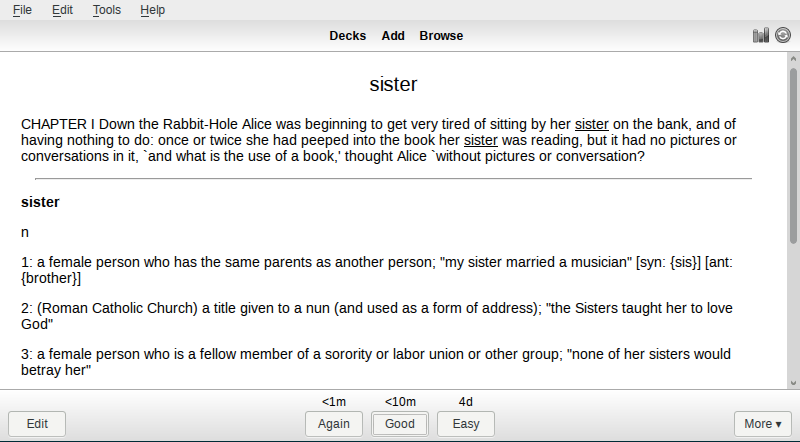 File Edit Tools Help
Decks Add Browse
sister
CHAPTER I Down the Rabbit-Hole Alice was beginning to get very tired of sitting by her sister on the bank, and of
having nothing to do: once or twice she had peeped into the book her sister was reading, but it had no pictures or
conversations in it, `and what is the use of a book,' thought Alice `without pictures or conversation?
sister
n
1: a female person who has the same parents as another person; "my sister married a musician" [syn: {sis}] [ant:
{brother}]
2: (Roman Catholic Church) a title given to a nun (and used as a form of address); "the Sisters taught her to love
God"
3: a female person who is a fellow member of a sorority or labor union or other group; "none of her sisters would
betray her"
<1m <10m 4d
Edit Again Good Easy More ▾